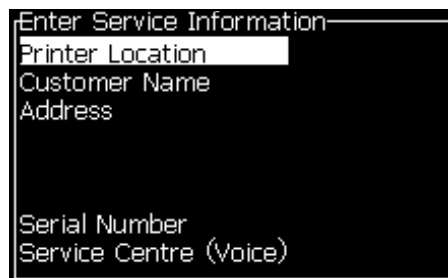 Enter Service Information
Printer Location
Customer Name
Address
Serial Number
Service Centre (Voice)